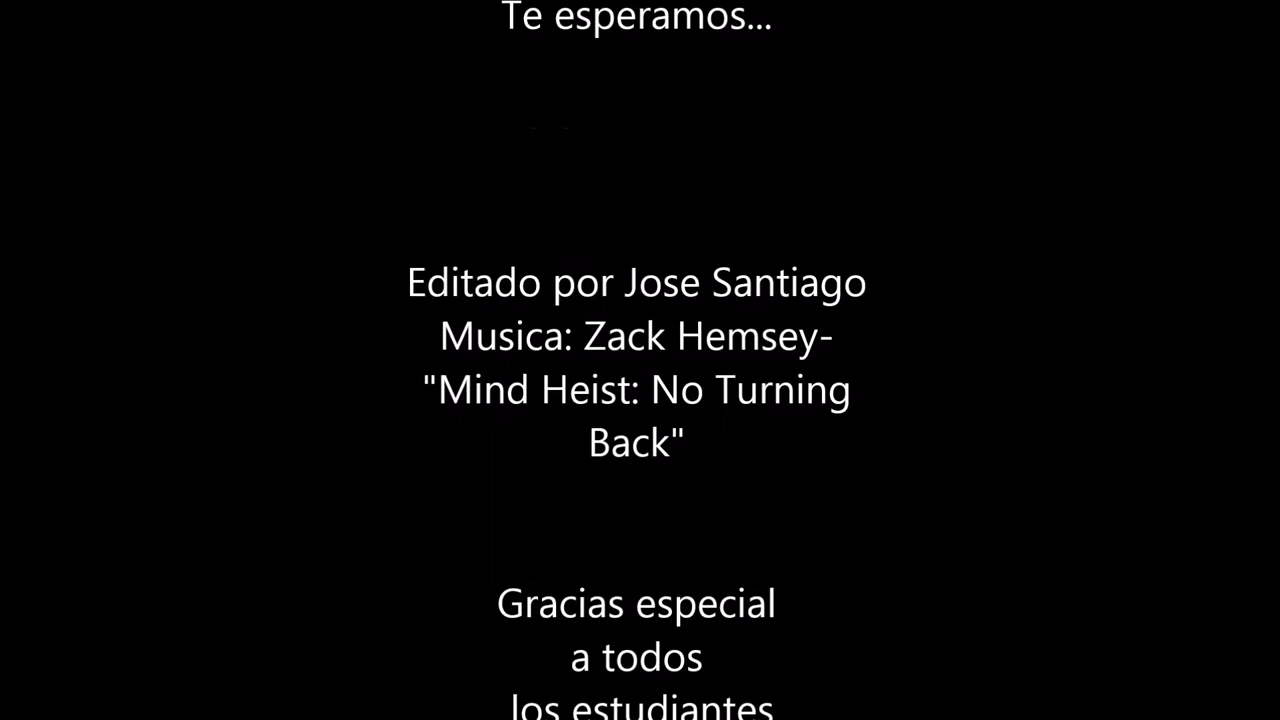 Te esperamos...
Editado por Jose Santiago
Musica: Zack Hemsey-
"Mind Heist: No Turning
Back"
Gracias especial
a todos
los estudiantes